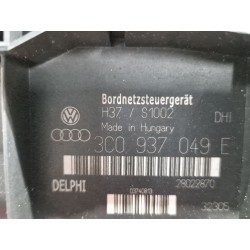 Bordnetzsteuergerät
H37 / S1002 DHI
Made in Hungary
3C0 937 049 E
DELPHI 28022870
32305